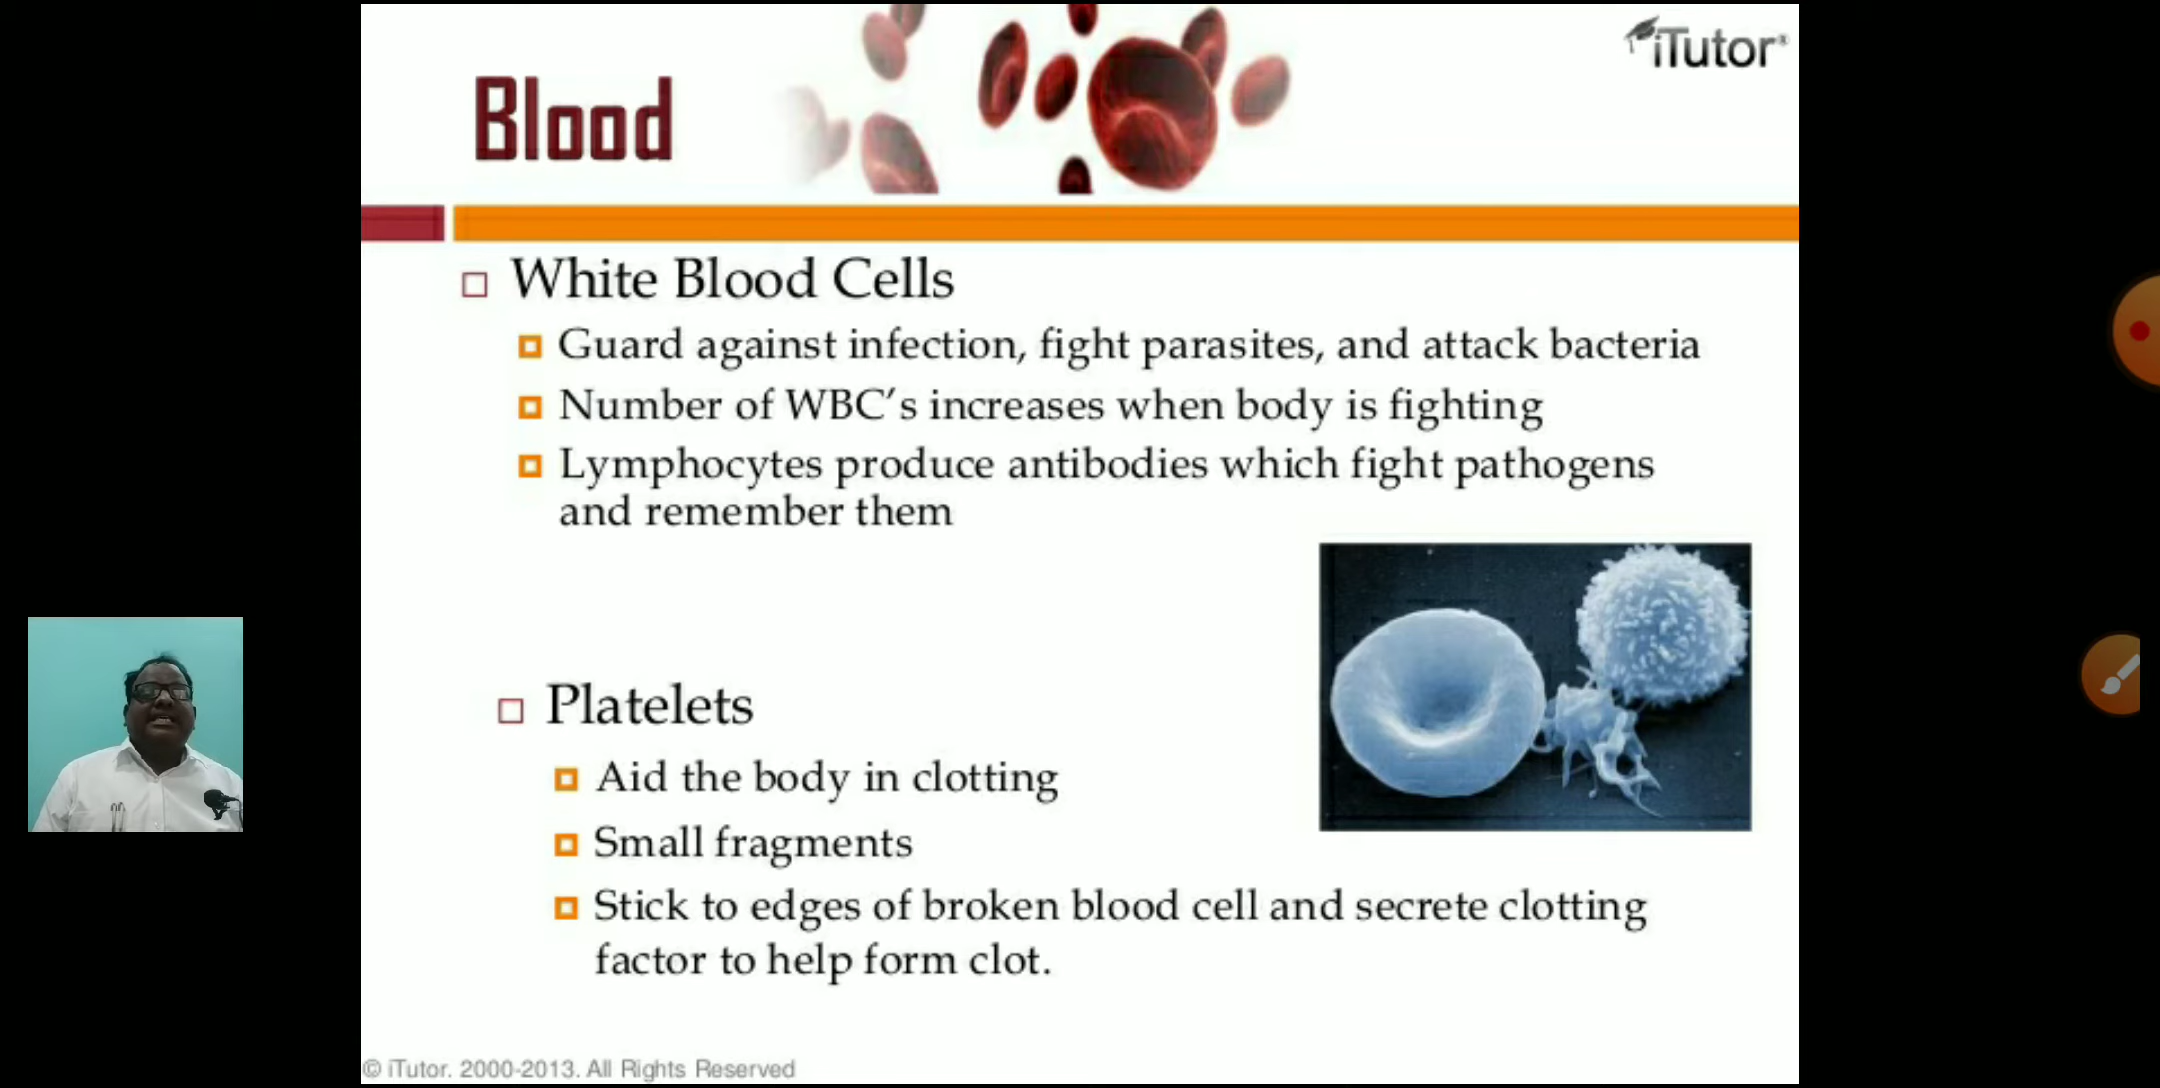 iTutor®
Blood
White Blood Cells
Guard against infection, fight parasites, and attack bacteria
Number of WBC’s increases when body is fighting
Lymphocytes produce antibodies which fight pathogens
and remember them
Platelets
Aid the body in clotting
Small fragments
Stick to edges of broken blood cell and secrete clotting
factor to help form clot.
© iTutor. 2000-2013. All Rights Reserved